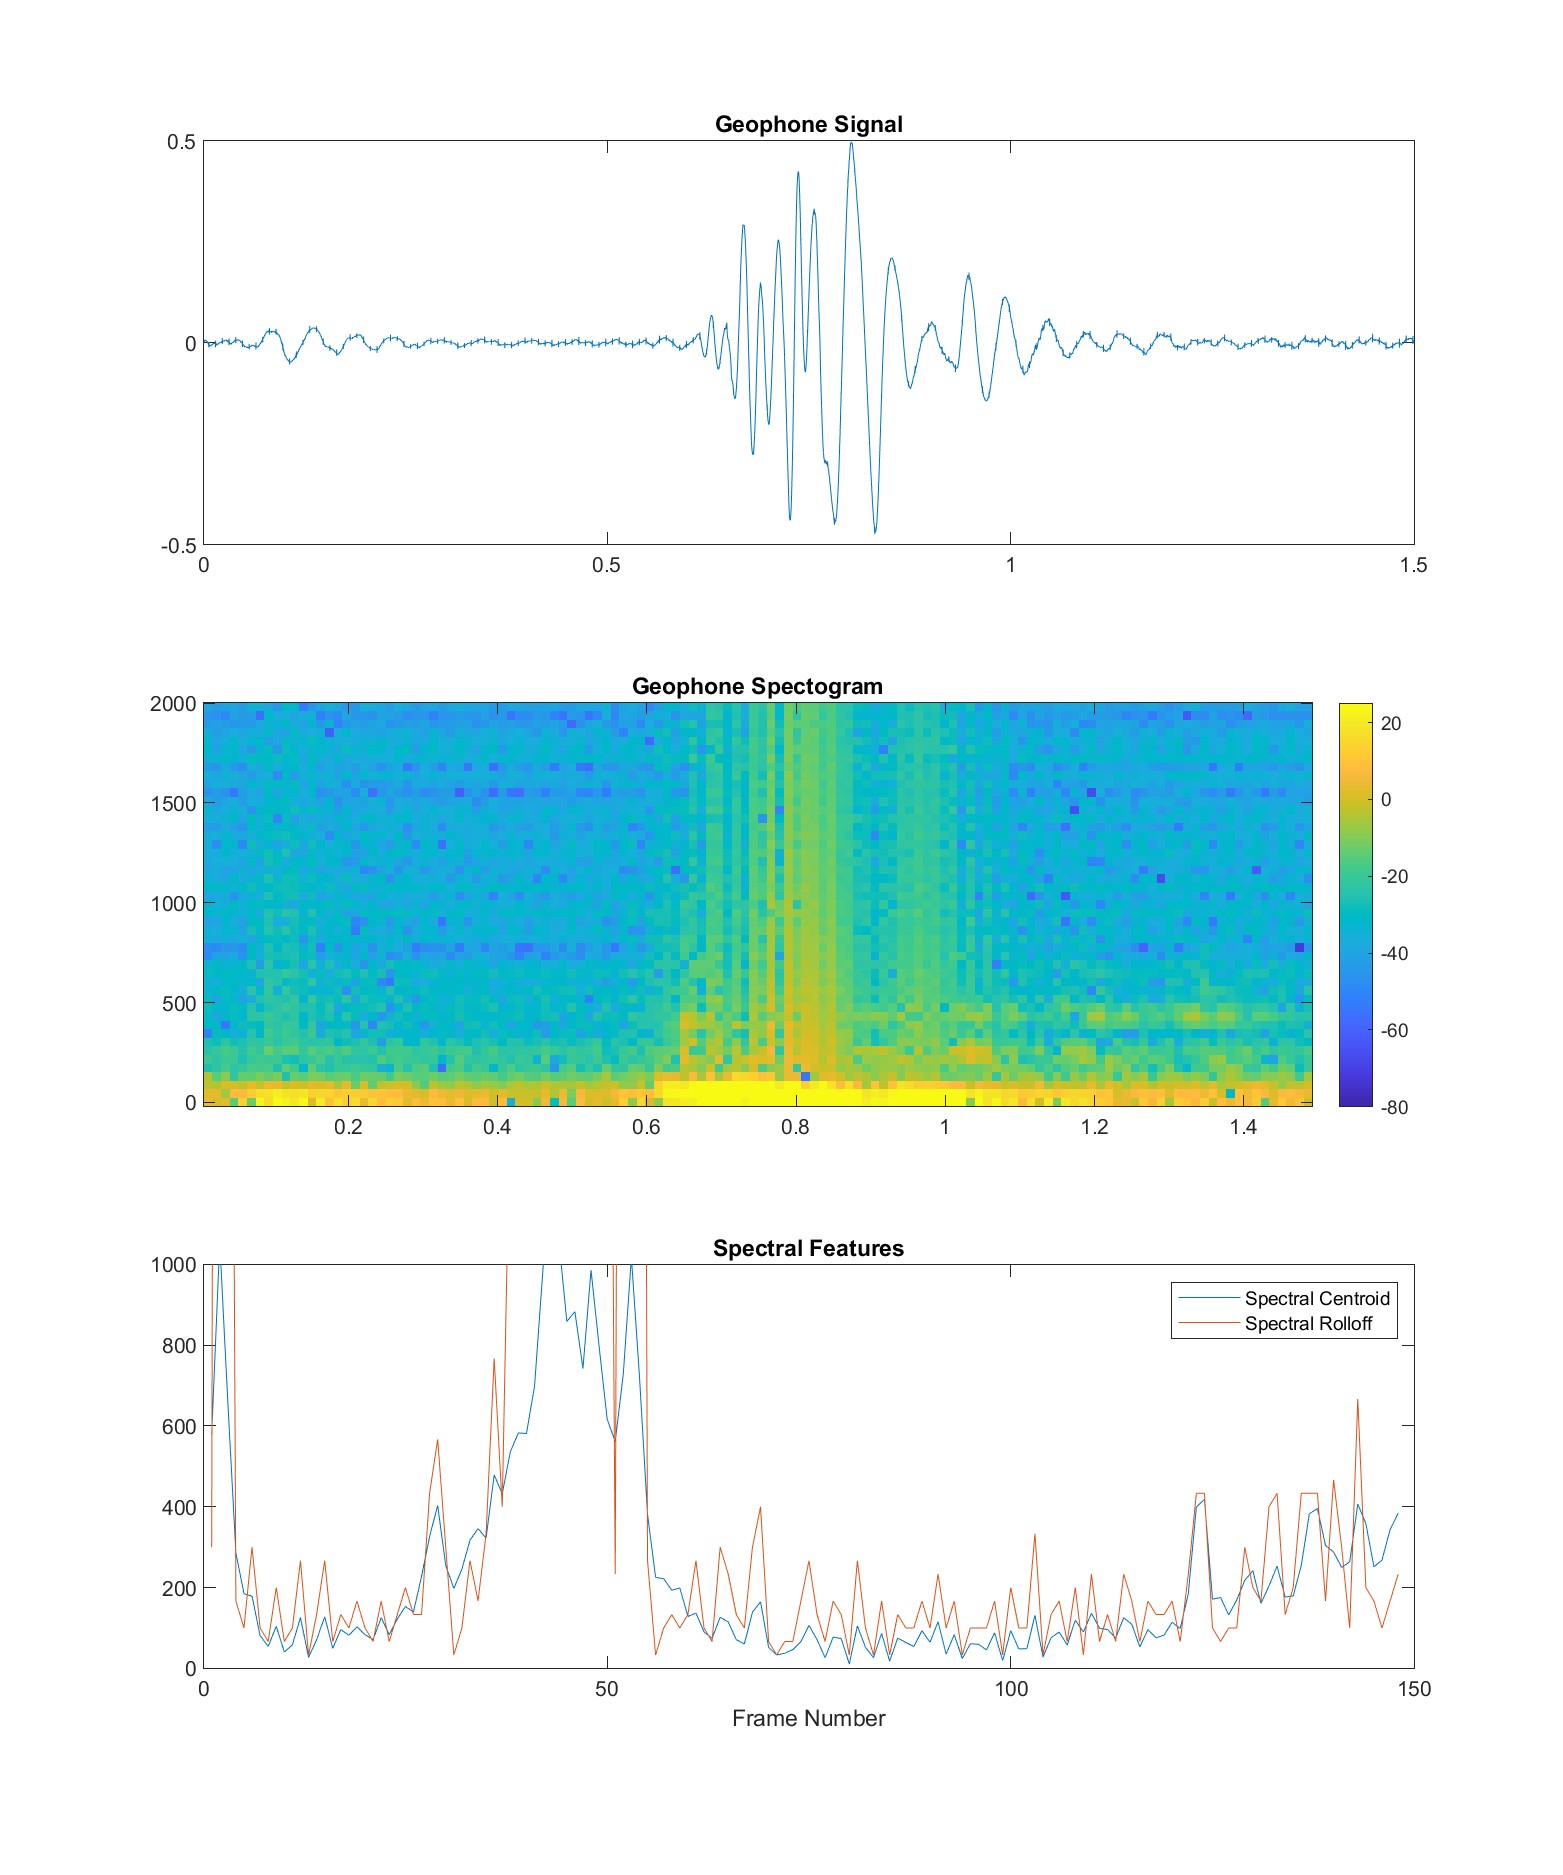 Geophone Signal
0.5
0
-0.5
0 0.5 1 1.5
Geophone Spectogram
2000
1500
1000
500
0
0.2 0.4 0.6 0.8 1 1.2 1.4
20
0
-20
-40
-60
-80
Spectral Features
1000
800
600
400
200
0
Spectral Centroid
Spectral Rolloff
0 50 100 150
Frame Number